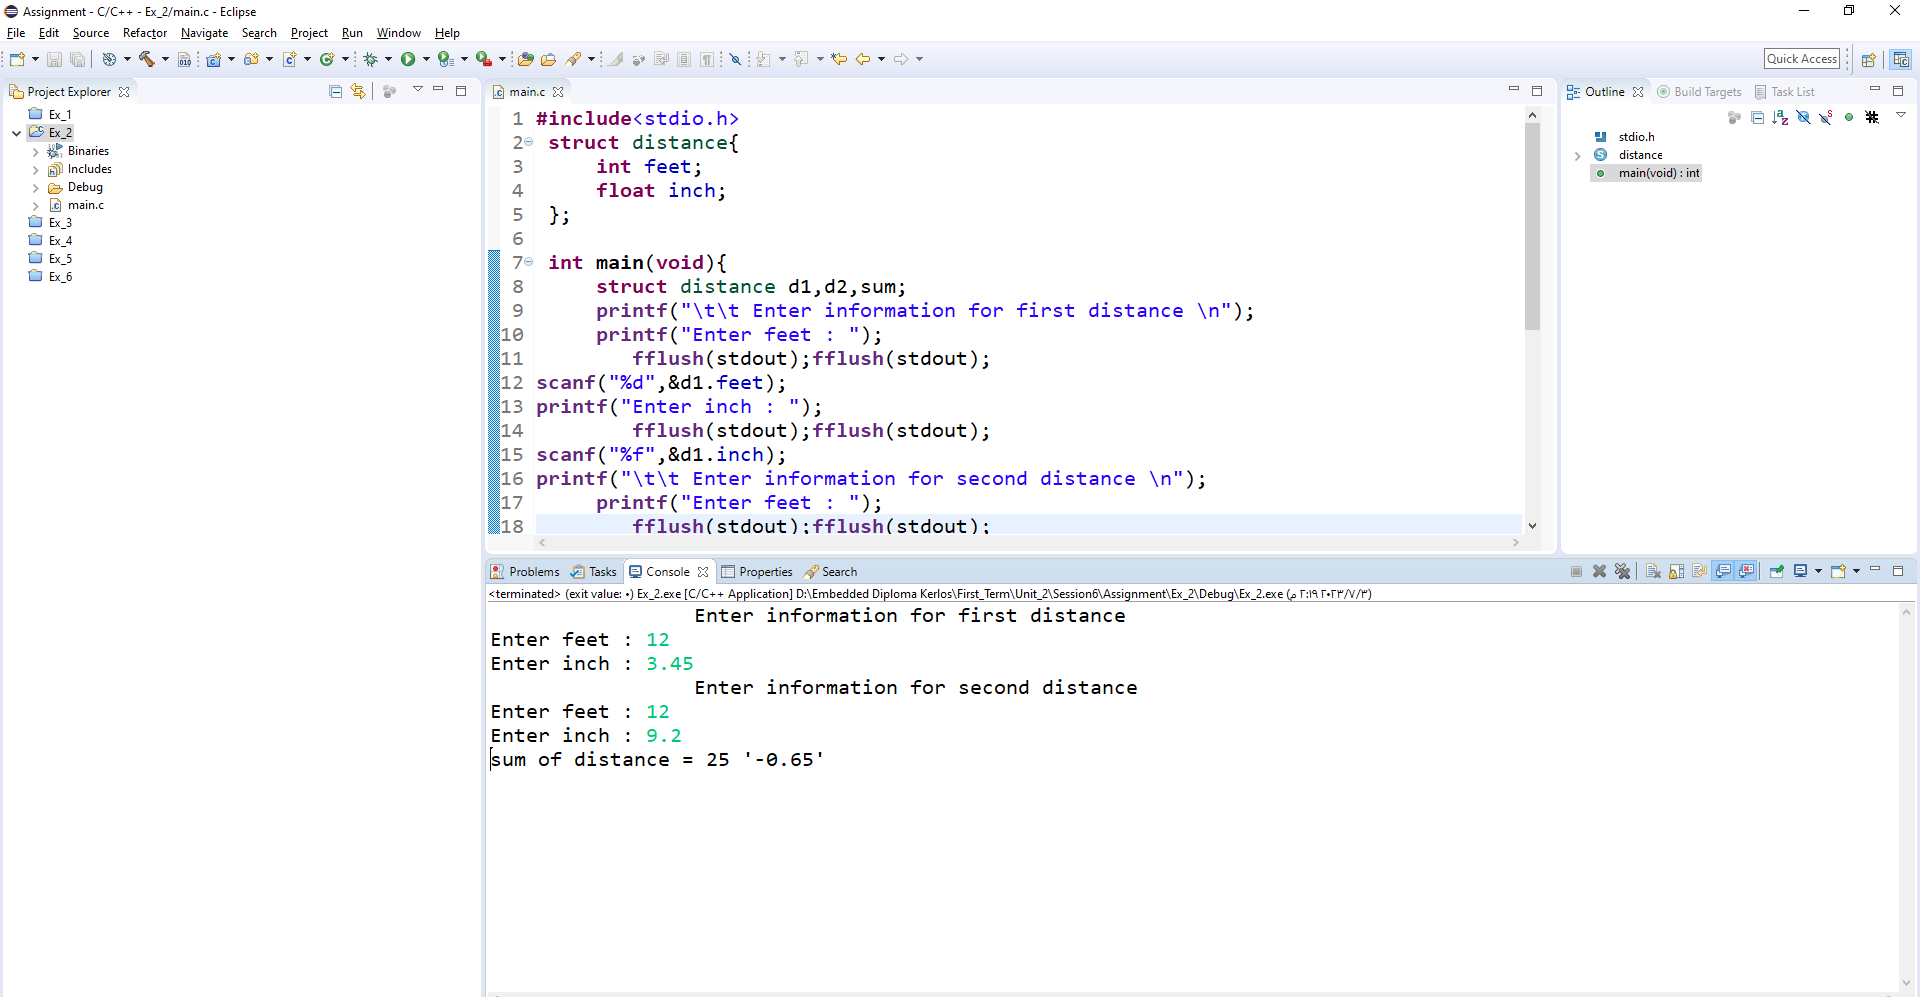 Assignment - C/C++ - Ex_2/main.c - Eclipse
File Edit Source Refactor Navigate Search Project Run Window Help
Quick Access
Project Explorer
Ex_1
Ex_2
Binaries
Includes
Debug
main.c
Ex_3
Ex_4
Ex_5
Ex_6
main.c
1 #include<stdio.h>
2 struct distance{
3 int feet;
4 float inch;
5 };
6
7 int main(void){
8 struct distance d1,d2,sum;
9 printf("\t\t Enter information for first distance \n");
10 printf("Enter feet : ");
11 fflush(stdout);fflush(stdout);
12 scanf("%d",&d1.feet);
13 printf("Enter inch : ");
14 fflush(stdout);fflush(stdout);
15 scanf("%f",&d1.inch);
16 printf("\t\t Enter information for second distance \n");
17 printf("Enter feet : ");
18 fflush(stdout);fflush(stdout);
Outline Build Targets Task List
stdio.h
distance
main(void) : int
Problems Tasks Console Properties Search
<terminated> (exit value: ٠) Ex_2.exe [C/C++ Application] D:\Embedded Diploma Kerlos\First_Term\Unit_2\Session6\Assignment\Ex_2\Debug\Ex_2.exe (٢٠٢٣/٧/٣ ٢:١٩ م)
Enter information for first distance
Enter feet : 12
Enter inch : 3.45
Enter information for second distance
Enter feet : 12
Enter inch : 9.2
sum of distance = 25 '-0.65'